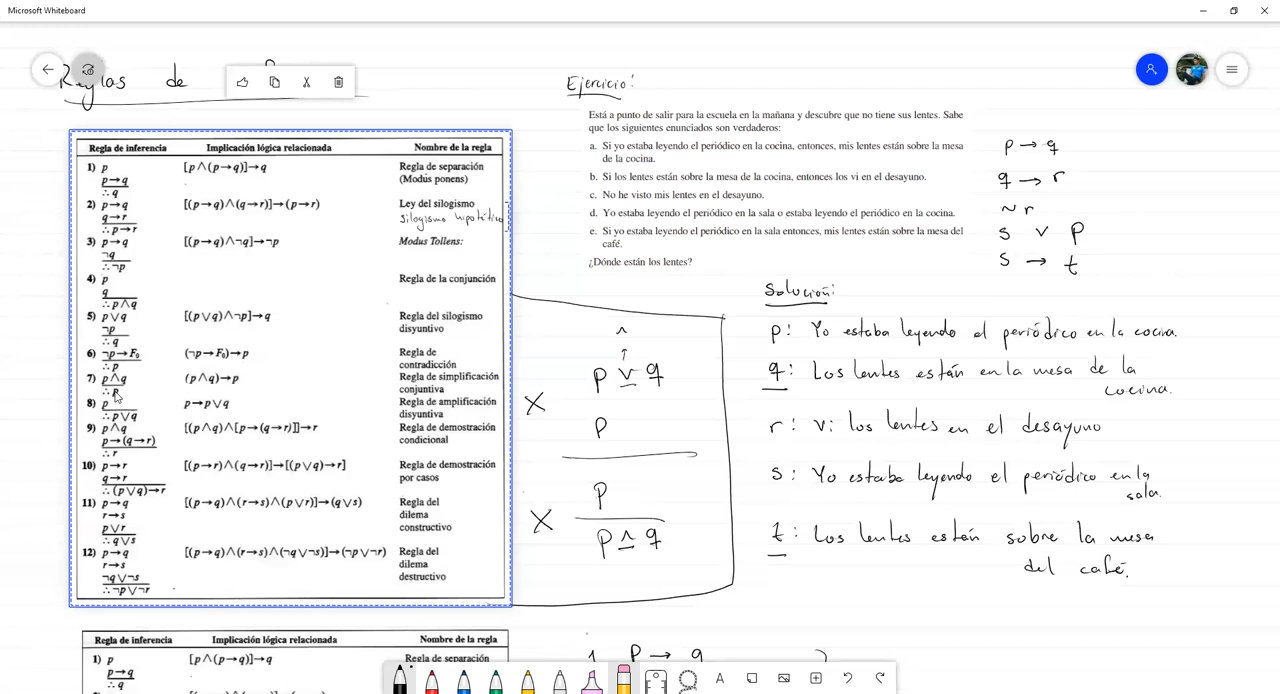 Microsoft Whiteboard
Reglas de
Ejercicio:
Está a punto de salir para la escuela en la mañana y descubre que no tiene sus lentes. Sabe
que los siguientes enunciados son verdaderos:
a. Si yo estaba leyendo el periódico en la cocina, entonces, mis lentes están sobre la mesa
de la cocina.
b. Si los lentes están sobre la mesa de la cocina, entonces los vi en el desayuno.
c. No he visto mis lentes en el desayuno.
d. Yo estaba leyendo el periódico en la sala o estaba leyendo el periódico en la cocina.
e. Si yo estaba leyendo el periódico en la sala entonces, mis lentes están sobre la mesa del
café.
¿Dónde están los lentes?
p → q
q → r
~ r
s ∨ p
s → t
Regla de inferencia Implicación lógica relacionada Nombre de la regla
1) p [p∧(p→q)]→q Regla de separación
p→q (Modus ponens)
∴q
2) p→q [(p→q)∧(q→r)]→(p→r) Ley del silogismo
q→r silogismo hipotético
∴p→r
3) p→q [(p→q)∧¬q]→¬p Modus Tollens:
¬q
∴¬p
4) p Regla de la conjunción
q
∴p∧q
5) p∨q [(p∨q)∧¬p]→q Regla del silogismo
¬p disyuntivo
∴q
6) ¬p→F₀ (¬p→F₀)→p Regla de
∴p contradicción
7) p∧q (p∧q)→p Regla de simplificación
∴p conjuntiva
8) p p→p∨q Regla de amplificación
∴p∨q disyuntiva
9) p∧q [(p∧q)∧[p→(q→r)]]→r Regla de demostración
p→(q→r) condicional
∴r
10) p→r [(p→r)∧(q→r)]→[(p∨q)→r] Regla de demostración
q→r por casos
∴(p∨q)→r
11) p→q [(p→q)∧(r→s)∧(p∨r)]→(q∨s) Regla del
r→s dilema
p∨r constructivo
∴q∨s
12) p→q [(p→q)∧(r→s)∧(¬q∨¬s)]→(¬p∨¬r) Regla del
r→s dilema
¬q∨¬s destructivo
∴¬p∨¬r
∧
↑
p ∨ q
X
p
p
X
p ∧ q
Solución:
p: Yo estaba leyendo el periódico en la cocina.
q: Los lentes están en la mesa de la
cocina.
r: vi los lentes en el desayuno
s: Yo estaba leyendo el periódico en la
sala.
t: Los lentes están sobre la mesa
del café.
Regla de inferencia Implicación lógica relacionada Nombre de la regla
1) p [p∧(p→q)]→q Regla de separación
p→q
∴q
1. p → q
A